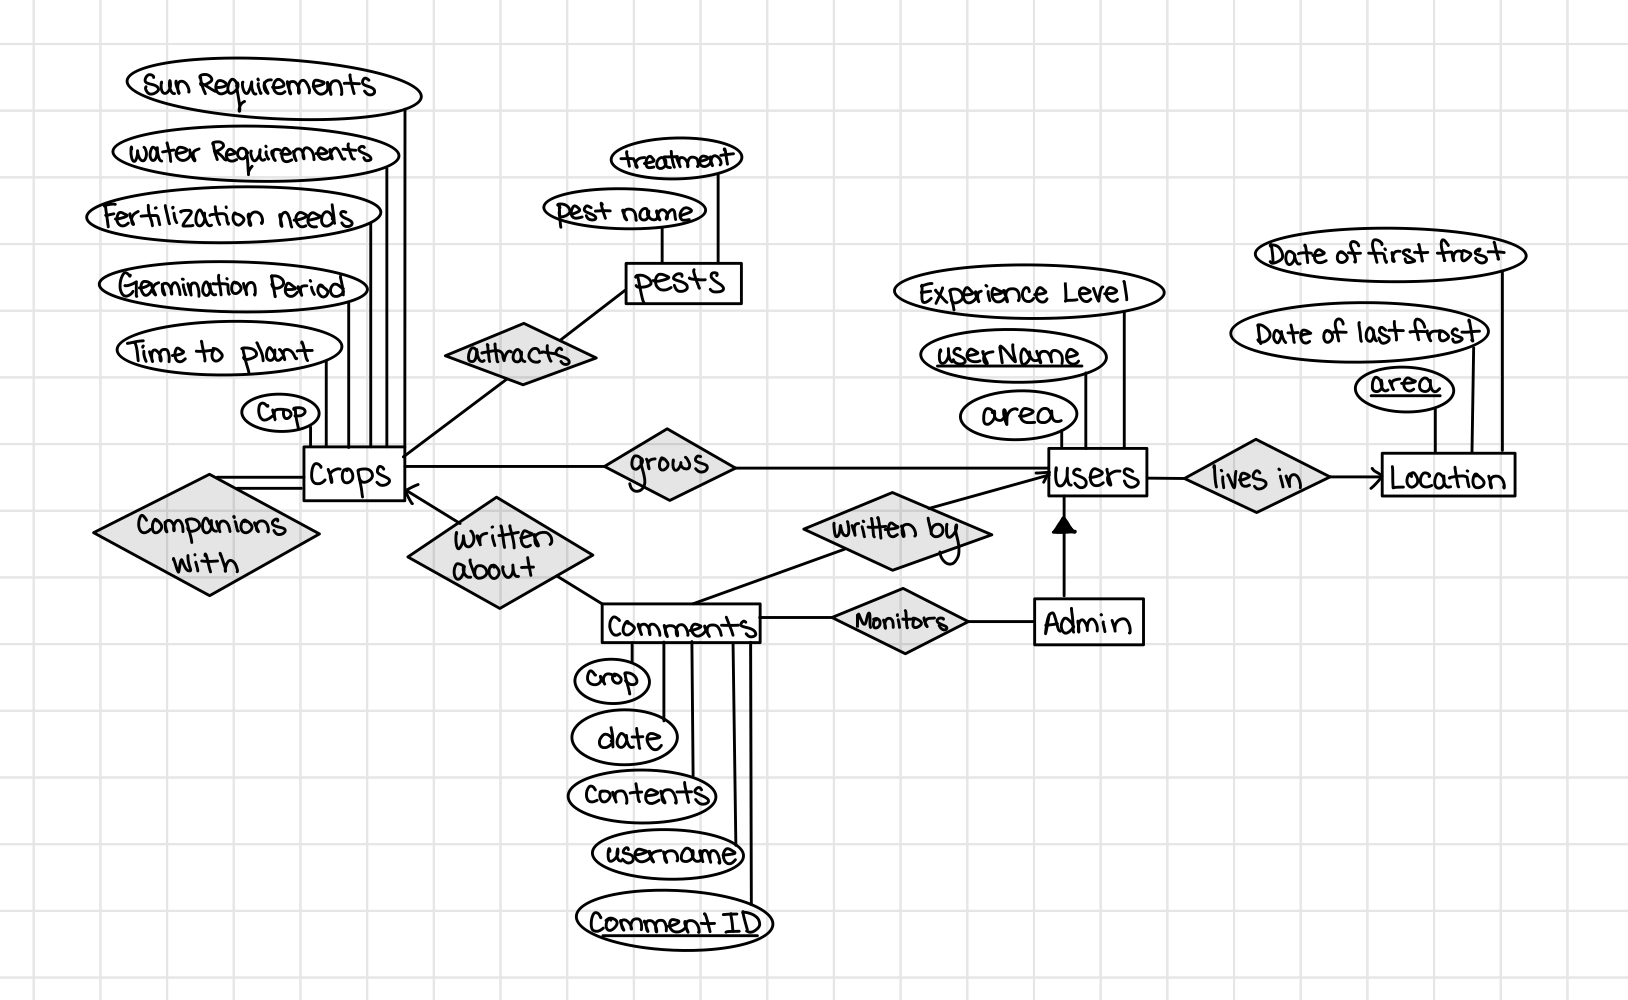 Sun Requirements
water Requirements
Fertilization needs
Germination Period
Time to plant
Crop
Crops
Companions
with
treatment
pest name
pests
attracts
grows
written
about
Experience Level
userName
area
users
written by
lives in
Date of first frost
Date of last frost
area
Location
Comments
Monitors
Admin
crop
date
Contents
username
Comment ID